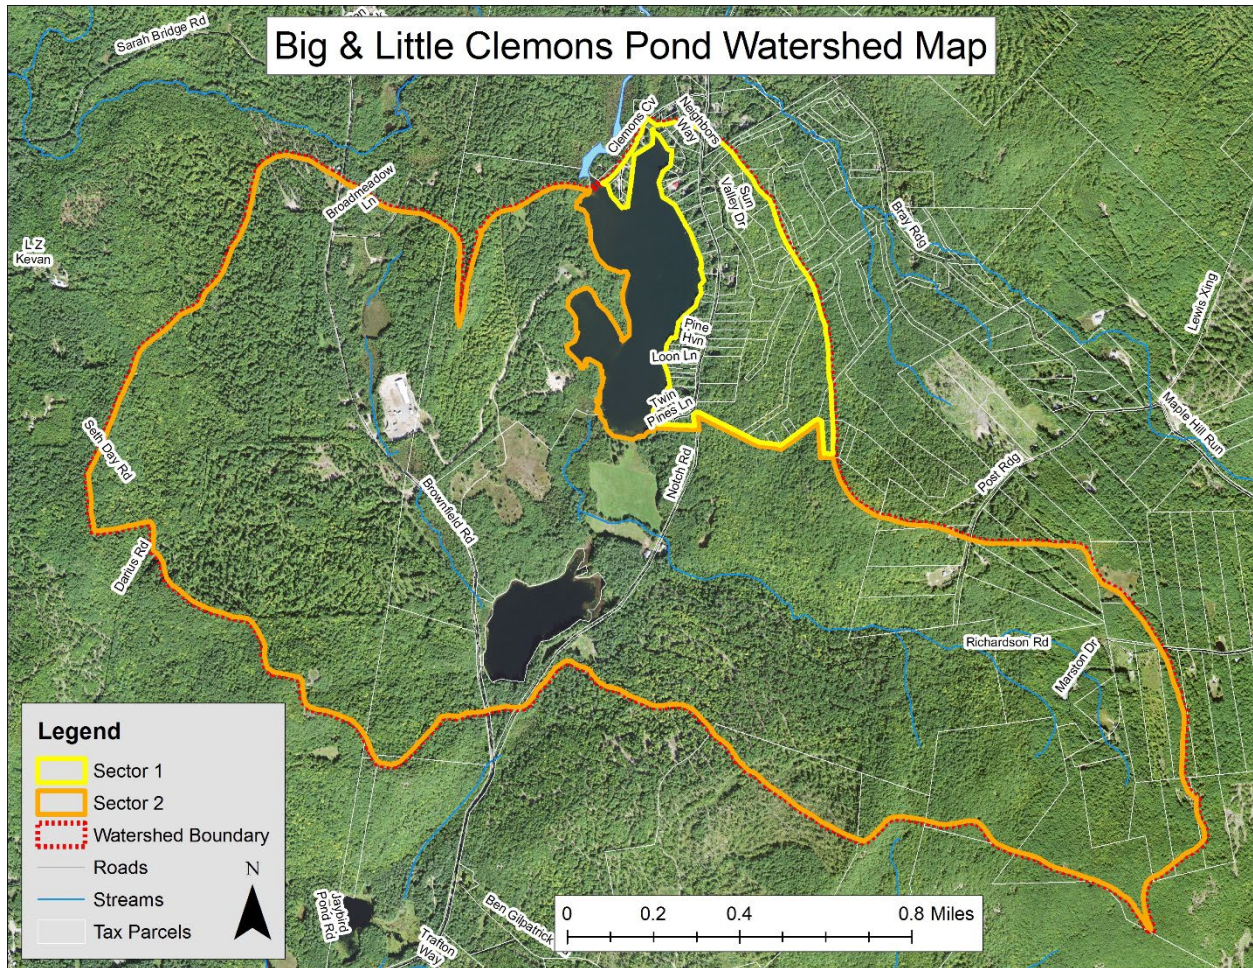 Big & Little Clemons Pond Watershed Map
Sarah Bridge Rd
Clemons Cv
Neighbors
Way
Broadmeadow
Ln
Sun
Valley Dr
Bray Rdg
L Z
Kevan
Lewis Xing
Pine
Hvn
Loon Ln
Twin
Pines Ln
Maple Hill Run
Seth Day Rd
Notch Rd
Post Rdg
Brownfield Rd
Darius Rd
Richardson Rd
Marston Dr
Legend
Sector 1
Sector 2
Watershed Boundary
Roads
Streams
Tax Parcels
N
Jaybird
Pond Rd
Trafton
Way
Ben Gilpatrick
0 0.2 0.4 0.8 Miles